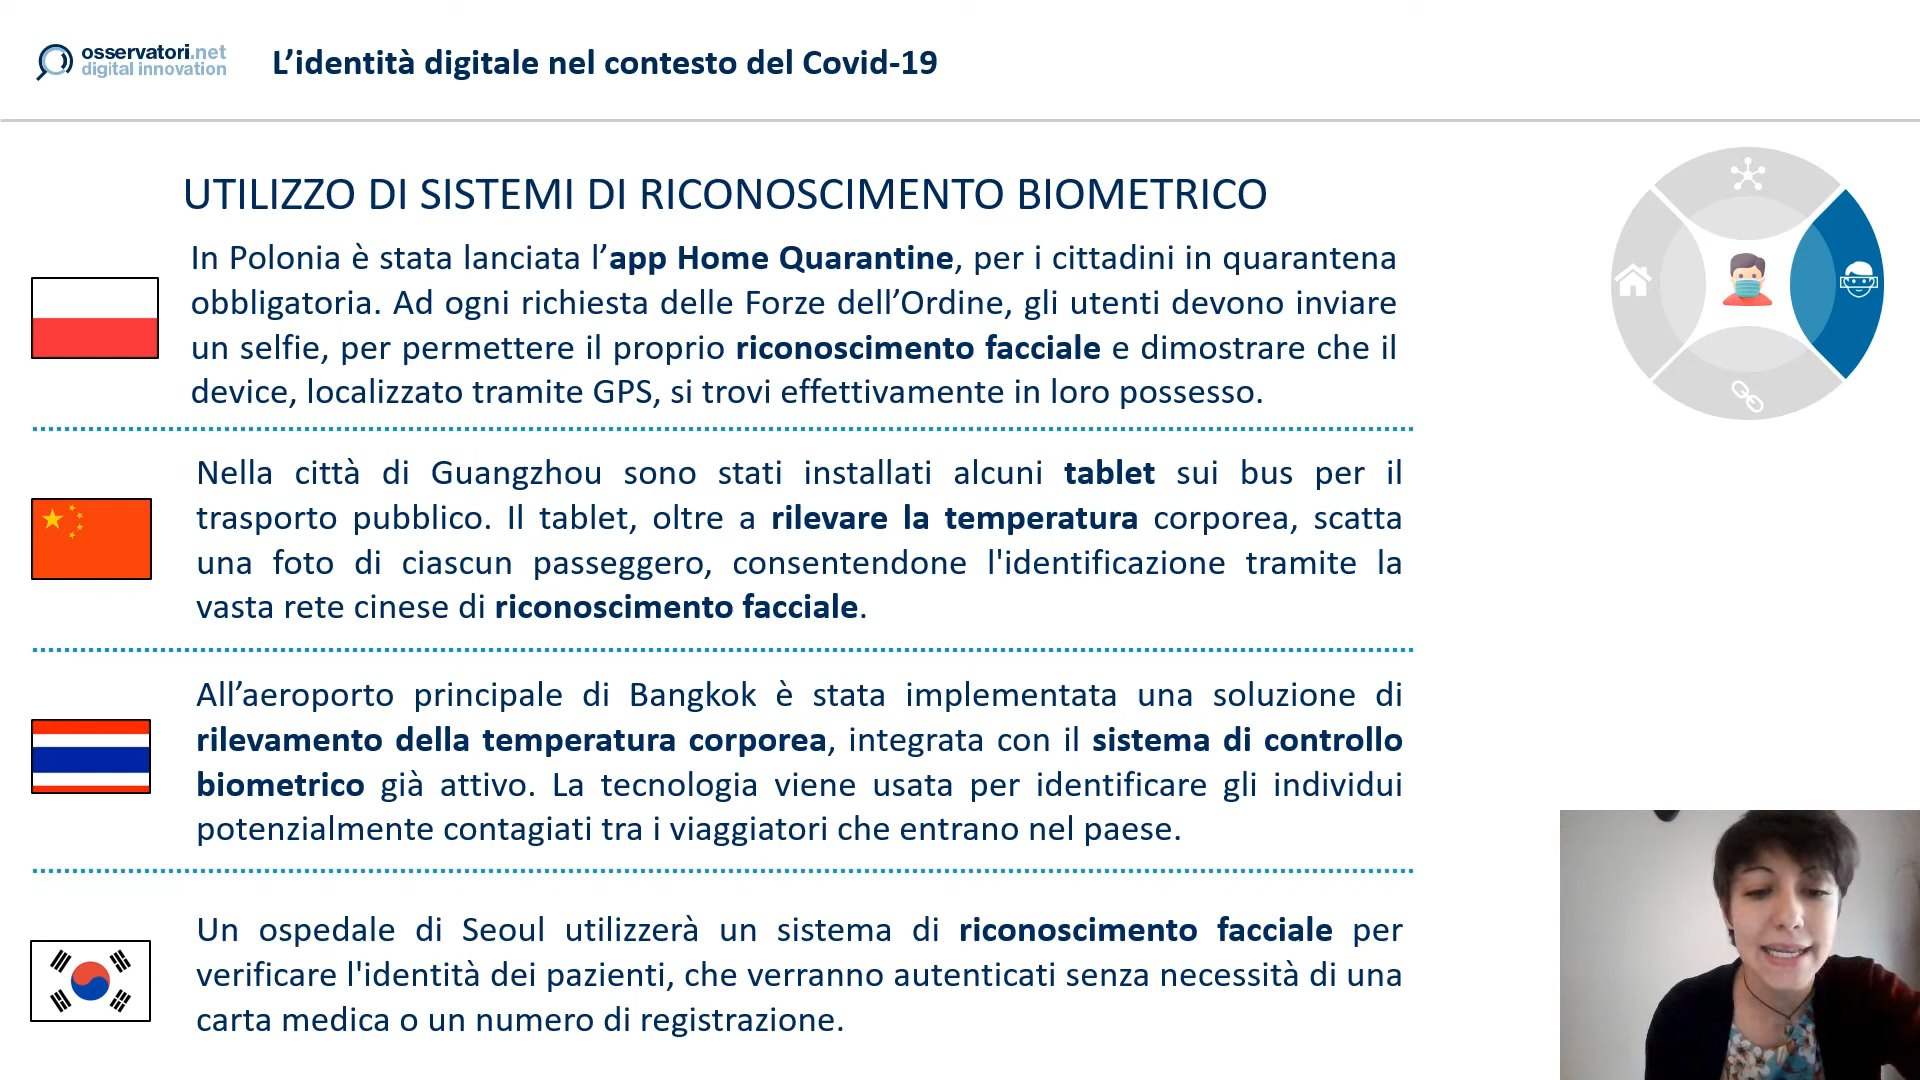 osservatori.net
digital innovation
L’identità digitale nel contesto del Covid-19
UTILIZZO DI SISTEMI DI RICONOSCIMENTO BIOMETRICO
In Polonia è stata lanciata l’app Home Quarantine, per i cittadini in quarantena
obbligatoria. Ad ogni richiesta delle Forze dell’Ordine, gli utenti devono inviare
un selfie, per permettere il proprio riconoscimento facciale e dimostrare che il
device, localizzato tramite GPS, si trovi effettivamente in loro possesso.
Nella città di Guangzhou sono stati installati alcuni tablet sui bus per il
trasporto pubblico. Il tablet, oltre a rilevare la temperatura corporea, scatta
una foto di ciascun passeggero, consentendone l'identificazione tramite la
vasta rete cinese di riconoscimento facciale.
All’aeroporto principale di Bangkok è stata implementata una soluzione di
rilevamento della temperatura corporea, integrata con il sistema di controllo
biometrico già attivo. La tecnologia viene usata per identificare gli individui
potenzialmente contagiati tra i viaggiatori che entrano nel paese.
Un ospedale di Seoul utilizzerà un sistema di riconoscimento facciale per
verificare l'identità dei pazienti, che verranno autenticati senza necessità di una
carta medica o un numero di registrazione.